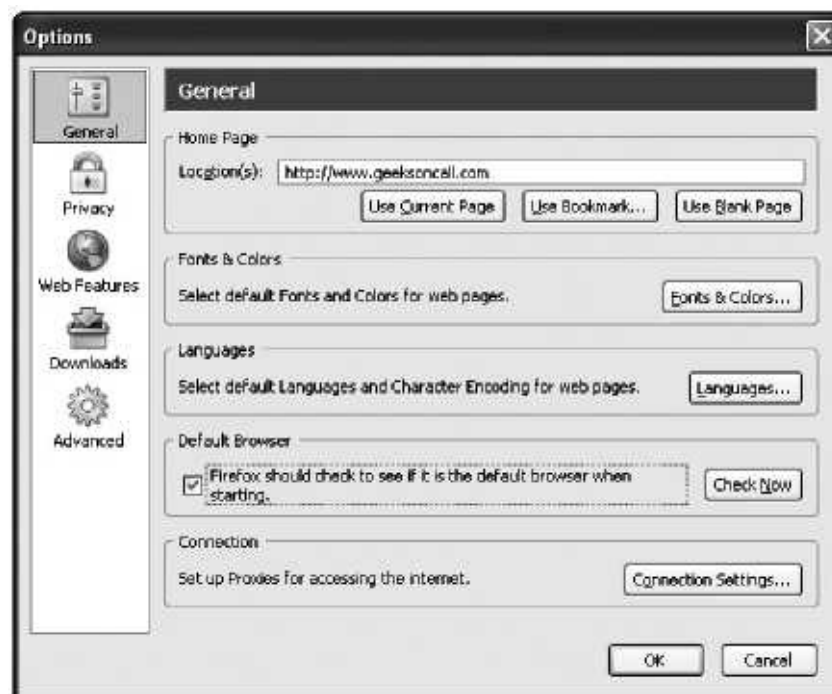 Options
General
Privacy
Web Features
Downloads
Advanced
General
Home Page
Location(s): http://www.geeksoncall.com
Use Current Page Use Bookmark... Use Blank Page
Fonts & Colors
Select default Fonts and Colors for web pages. Fonts & Colors...
Languages
Select default Languages and Character Encoding for web pages. Languages...
Default Browser
Firefox should check to see if it is the default browser when
starting. Check Now
Connection
Set up Proxies for accessing the internet. Connection Settings...
OK Cancel